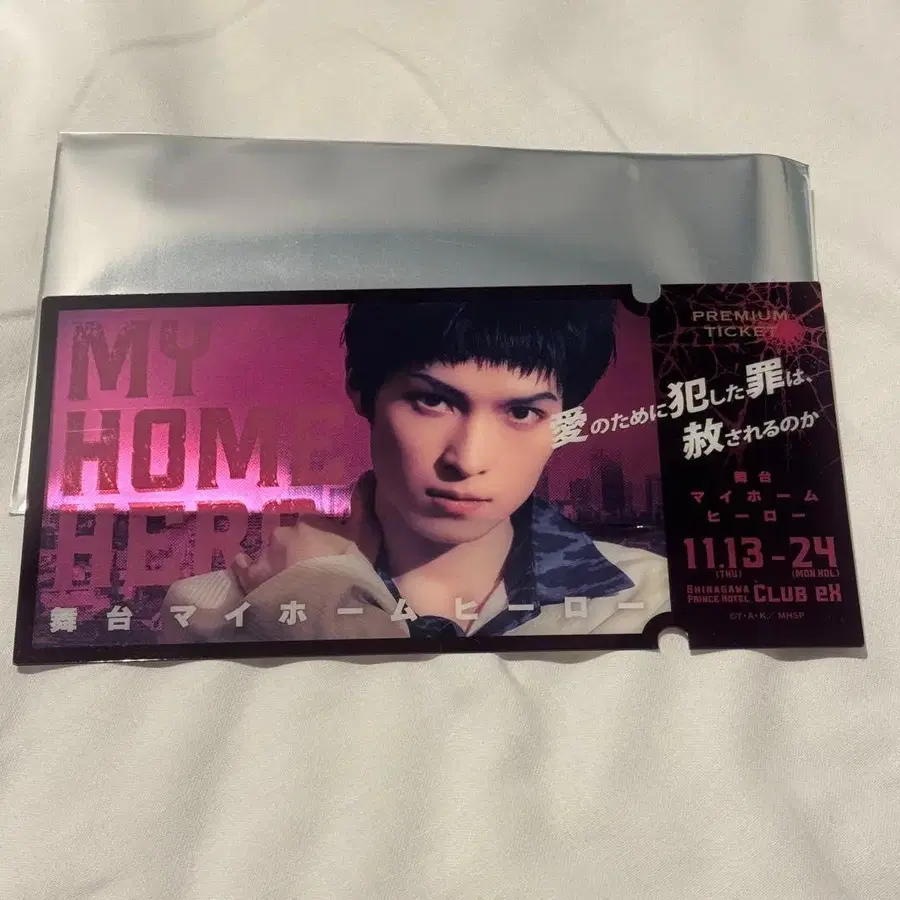 MY
HOME
HERO
舞台 マイホームヒーロー
PREMIUM
TICKET
愛のために犯した罪は、
赦されるのか
舞台
マイホーム
ヒーロー
11.13-24
(THU) (MON.HOL)
SHINAGAWA
PRINCE HOTEL CLUB eX
©Y・A・K/ MHSP